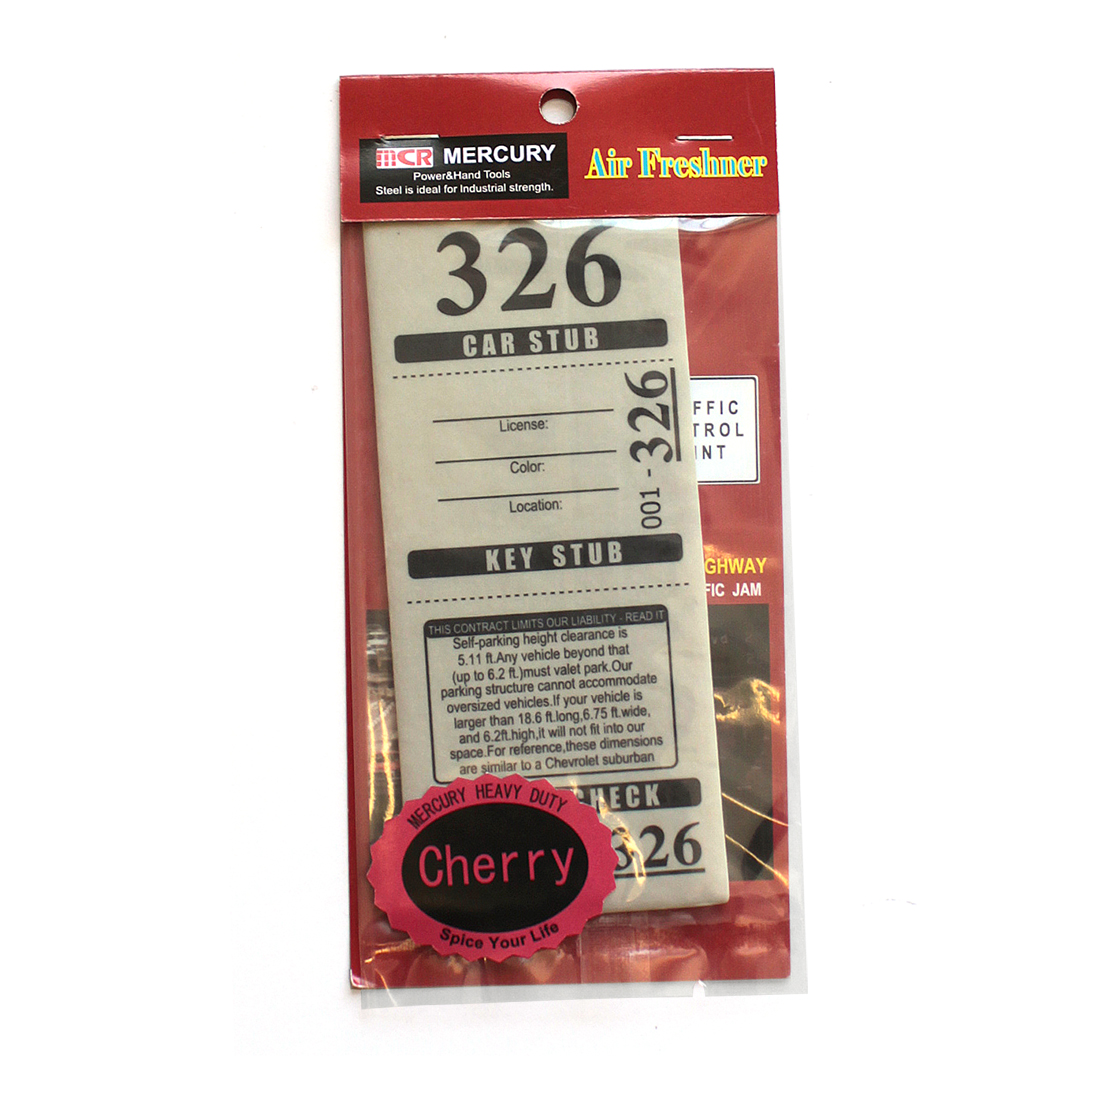 MCR MERCURY
Power&Hand Tools
Steel is ideal for Industrial strength.
Air Freshner
326
CAR STUB
License:
Color:
Location:
001 - 326
KEY STUB
THIS CONTRACT LIMITS OUR LIABILITY - READ IT
Self-parking height clearance is
5.11 ft.Any vehicle beyond that
(up to 6.2 ft.)must valet park.Our
parking structure cannot accommodate
oversized vehicles.If your vehicle is
larger than 18.6 ft.long,6.75 ft.wide,
and 6.2ft.high,it will not fit into our
space.For reference,these dimensions
are similar to a Chevrolet suburban
CHECK
326
MERCURY HEAVY DUTY
Cherry
Spice Your Life
FFIC
TROL
INT
GHWAY
FIC JAM